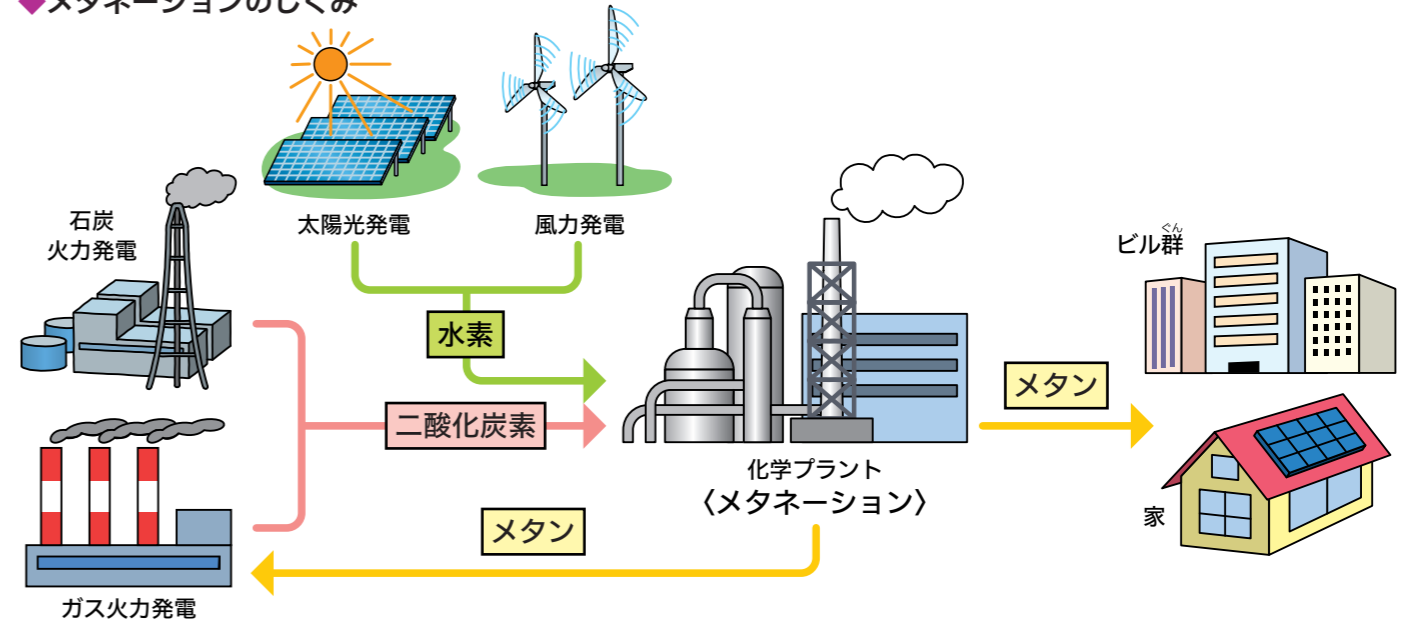 ◆メタネーションのしくみ
石炭
火力発電
太陽光発電
風力発電
水素
二酸化炭素
化学プラント
〈メタネーション〉
メタン
メタン
ガス火力発電
ぐん
ビル群
家